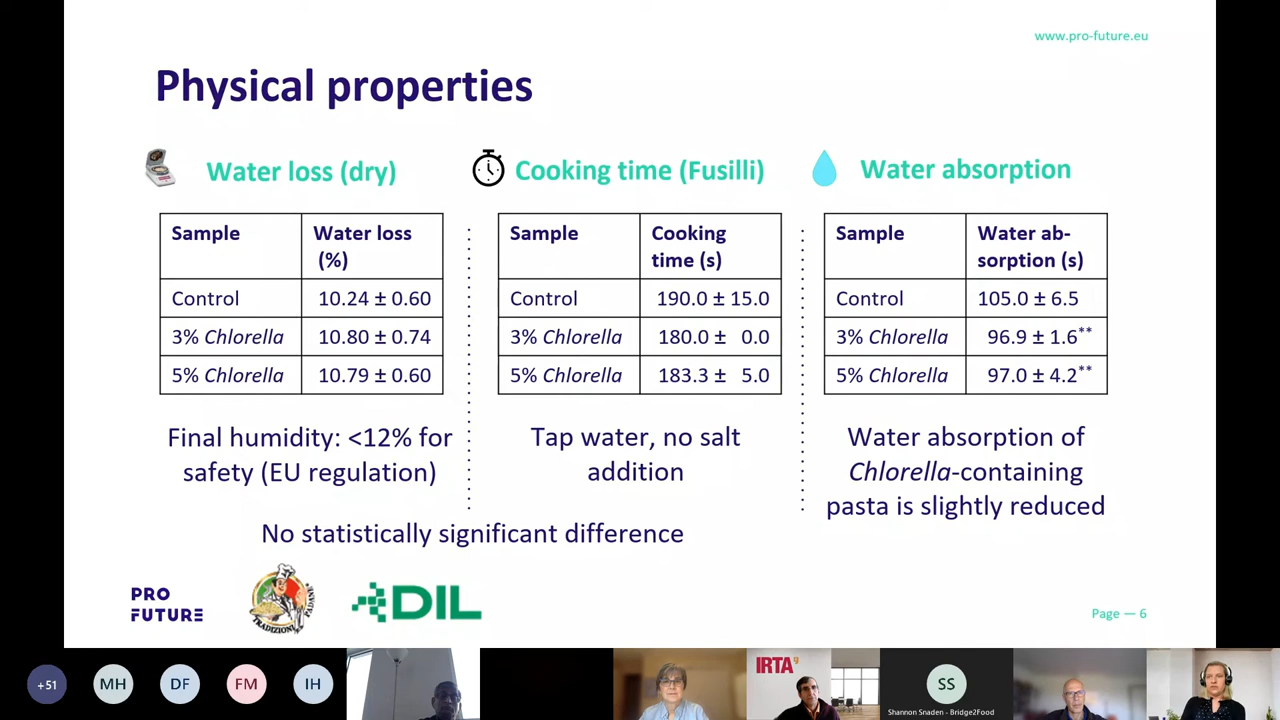 www.pro-future.eu
Physical properties
Water loss (dry)
Sample Water loss
(%)
Control 10.24 ± 0.60
3% Chlorella 10.80 ± 0.74
5% Chlorella 10.79 ± 0.60
Final humidity: <12% for
safety (EU regulation)
Cooking time (Fusilli)
Sample Cooking
time (s)
Control 190.0 ± 15.0
3% Chlorella 180.0 ± 0.0
5% Chlorella 183.3 ± 5.0
Tap water, no salt
addition
No statistically significant difference
Water absorption
Sample Water ab-
sorption (s)
Control 105.0 ± 6.5
3% Chlorella 96.9 ± 1.6**
5% Chlorella 97.0 ± 4.2**
Water absorption of
Chlorella-containing
pasta is slightly reduced
PRO
FUTURE
TRADIZIONI PADANE
DIL
Page — 6
+51
MH
DF
FM
IH
IRTA
SS
Shannon Snaden - Bridge2Food